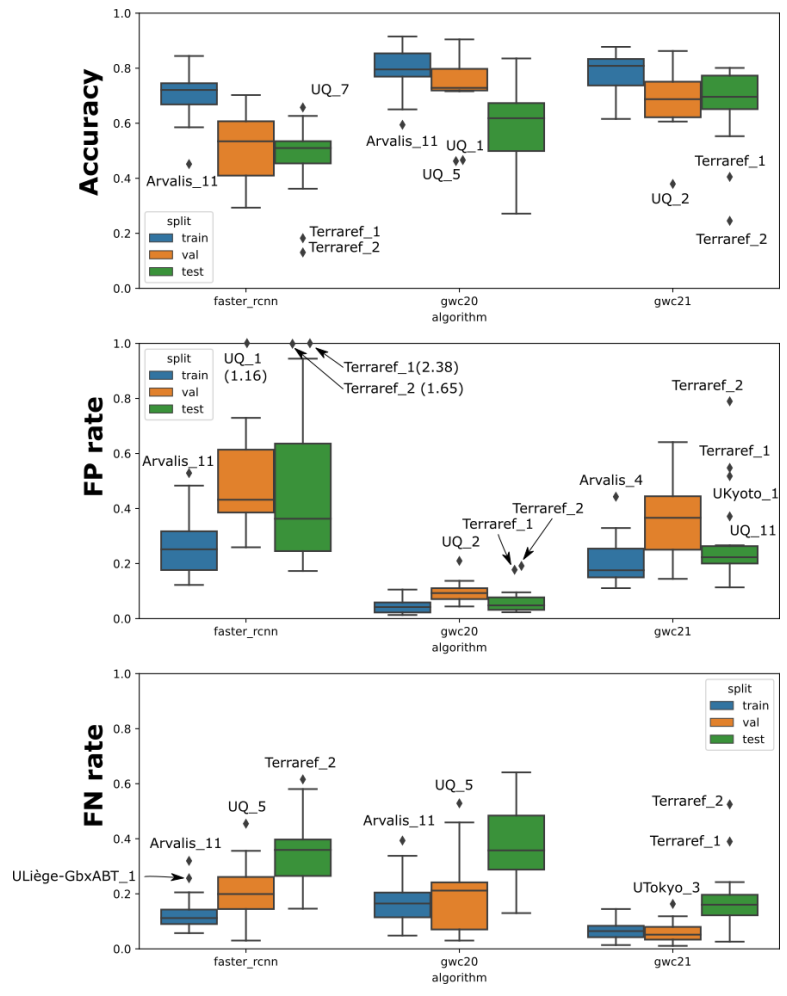 Accuracy
1.0
0.8
0.6
0.4
0.2
0.0
UQ_7
Arvalis_11
Terraref_1
Terraref_2
Arvalis_11
UQ_1
UQ_5
Terraref_1
UQ_2
Terraref_2
split
train
val
test
faster_rcnn
gwc20
gwc21
algorithm
FP rate
1.0
0.8
0.6
0.4
0.2
0.0
split
train
val
test
UQ_1
(1.16)
Terraref_1(2.38)
Terraref_2 (1.65)
Arvalis_11
Terraref_1
Terraref_2
UQ_2
Terraref_2
Terraref_1
Arvalis_4
UKyoto_1
UQ_11
faster_rcnn
gwc20
gwc21
algorithm
FN rate
1.0
0.8
0.6
0.4
0.2
0.0
split
train
val
test
Terraref_2
UQ_5
Arvalis_11
ULiège-GbxABT_1
UQ_5
Arvalis_11
Terraref_2
Terraref_1
UTokyo_3
faster_rcnn
gwc20
gwc21
algorithm